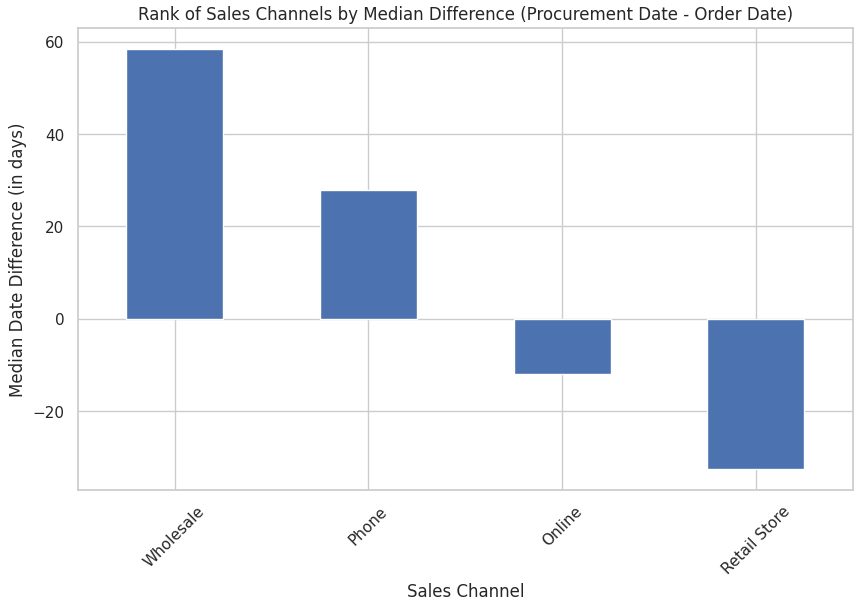 Rank of Sales Channels by Median Difference (Procurement Date - Order Date)
Median Date Difference (in days)
60
40
20
0
−20
Wholesale
Phone
Online
Retail Store
Sales Channel